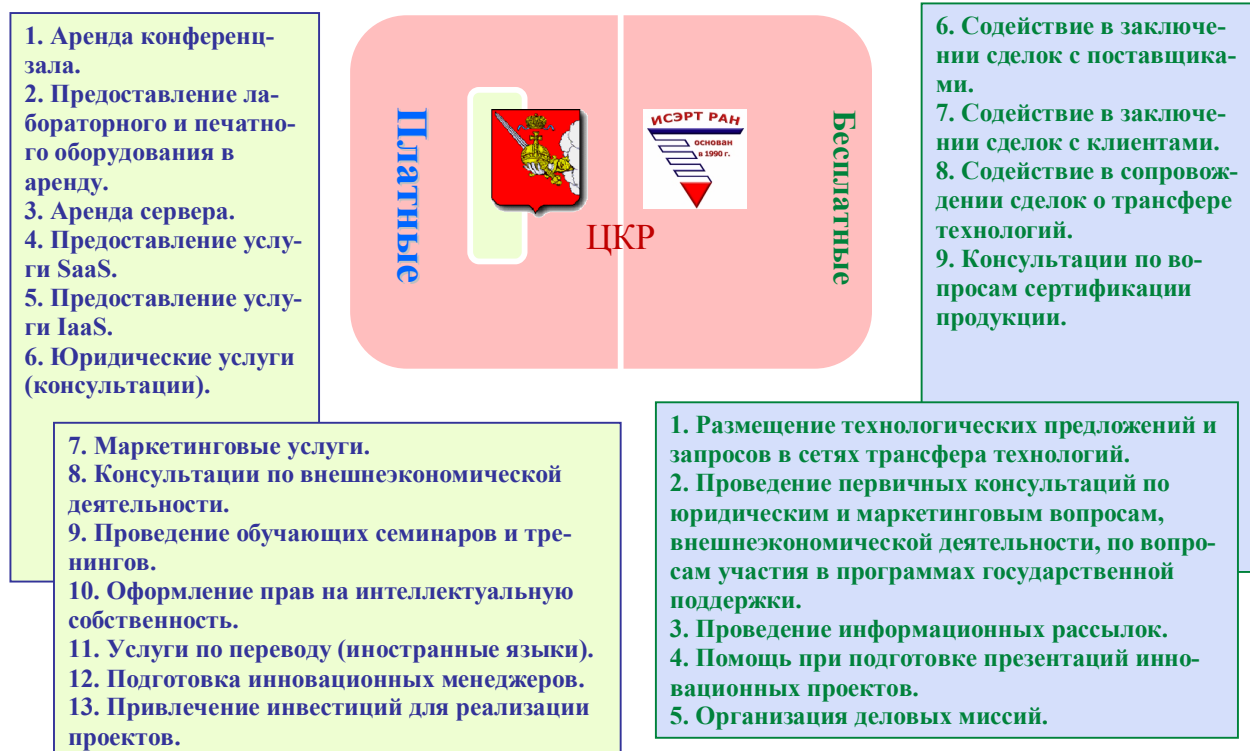 1. Аренда конференц-
зала.
2. Предоставление ла-
бораторного и печатно-
го оборудования в
аренду.
3. Аренда сервера.
4. Предоставление услу-
ги SaaS.
5. Предоставление услу-
ги IaaS.
6. Юридические услуги
(консультации).
7. Маркетинговые услуги.
8. Консультации по внешнеэкономической
деятельности.
9. Проведение обучающих семинаров и тре-
нингов.
10. Оформление прав на интеллектуальную
собственность.
11. Услуги по переводу (иностранные языки).
12. Подготовка инновационных менеджеров.
13. Привлечение инвестиций для реализации
проектов.
Платные
ИСЭРТ РАН
основан
в 1990 г.
ЦКР
Бесплатные
6. Содействие в заключе-
нии сделок с поставщика-
ми.
7. Содействие в заключе-
нии сделок с клиентами.
8. Содействие в сопровож-
дении сделок о трансфере
технологий.
9. Консультации по во-
просам сертификации
продукции.
1. Размещение технологических предложений и
запросов в сетях трансфера технологий.
2. Проведение первичных консультаций по
юридическим и маркетинговым вопросам,
внешнеэкономической деятельности, по вопро-
сам участия в программах государственной
поддержки.
3. Проведение информационных рассылок.
4. Помощь при подготовке презентаций инно-
вационных проектов.
5. Организация деловых миссий.